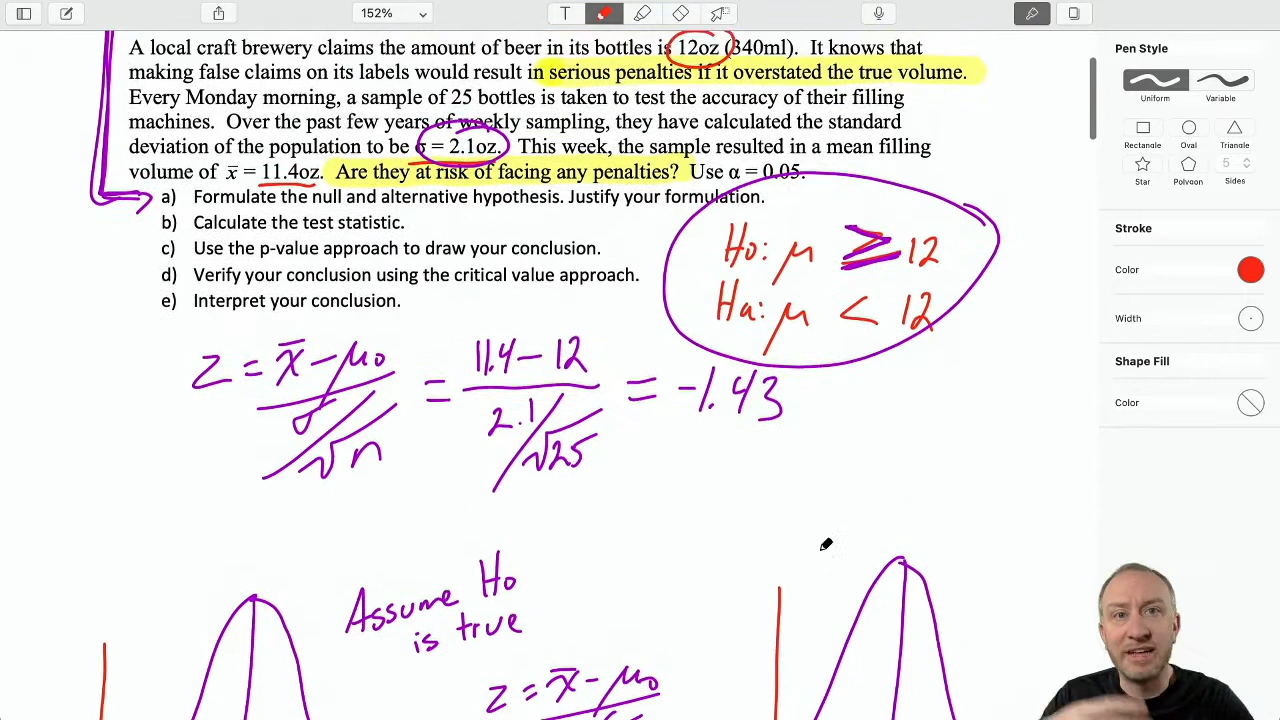 152%
T
A local craft brewery claims the amount of beer in its bottles is 12oz (340ml). It knows that
making false claims on its labels would result in serious penalties if it overstated the true volume.
Every Monday morning, a sample of 25 bottles is taken to test the accuracy of their filling
machines. Over the past few years of weekly sampling, they have calculated the standard
deviation of the population to be σ = 2.1oz. This week, the sample resulted in a mean filling
volume of x̄ = 11.4oz. Are they at risk of facing any penalties? Use α = 0.05.
a) Formulate the null and alternative hypothesis. Justify your formulation.
b) Calculate the test statistic.
c) Use the p-value approach to draw your conclusion.
d) Verify your conclusion using the critical value approach.
e) Interpret your conclusion.
Ho: μ ≥ 12
Ha: μ < 12
z = x̄ - μ0 / σ/√n = 11.4 - 12 / 2.1/√25 = -1.43
Assume Ho
is true
z = x̄ - μ0
Pen Style
Uniform Variable
Rectangle Oval Triangle
5
Star Polygon Sides
Stroke
Color
Width
Shape Fill
Color